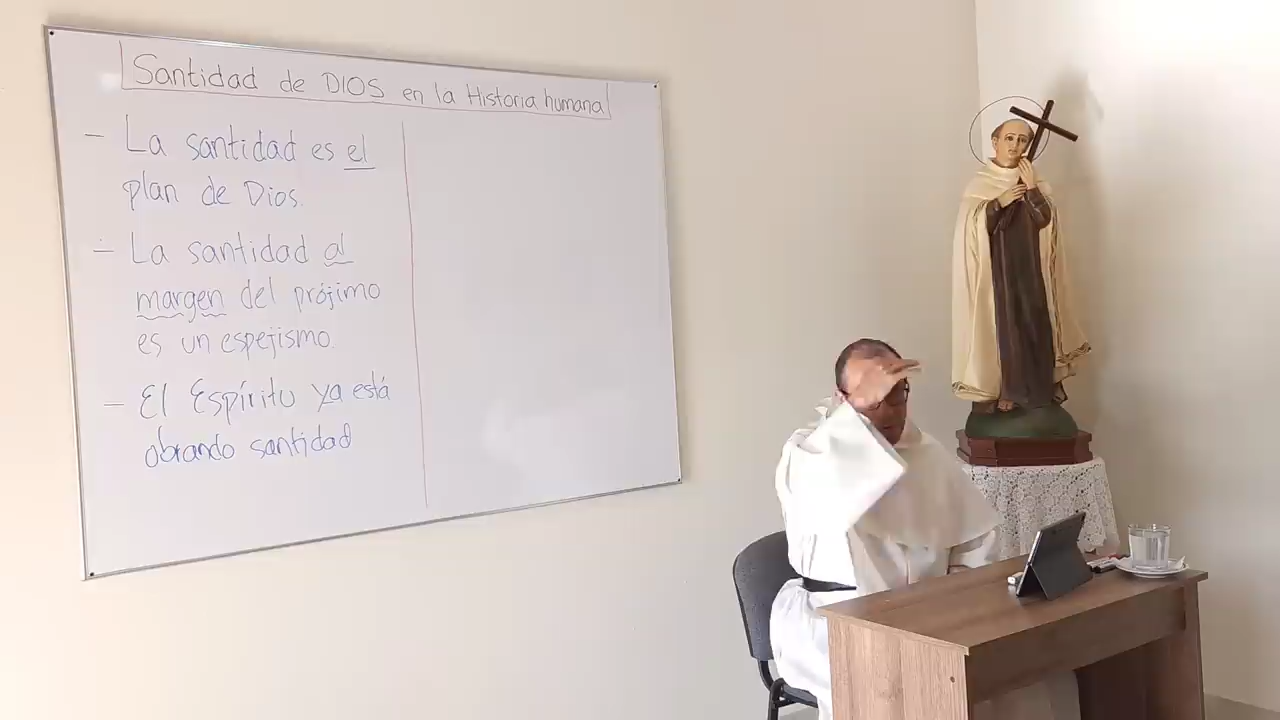 Santidad de DIOS en la Historia humana
- La santidad es el
plan de Dios.
- La santidad al
margen del prójimo
es un espejismo.
- El Espíritu ya está
obrando santidad